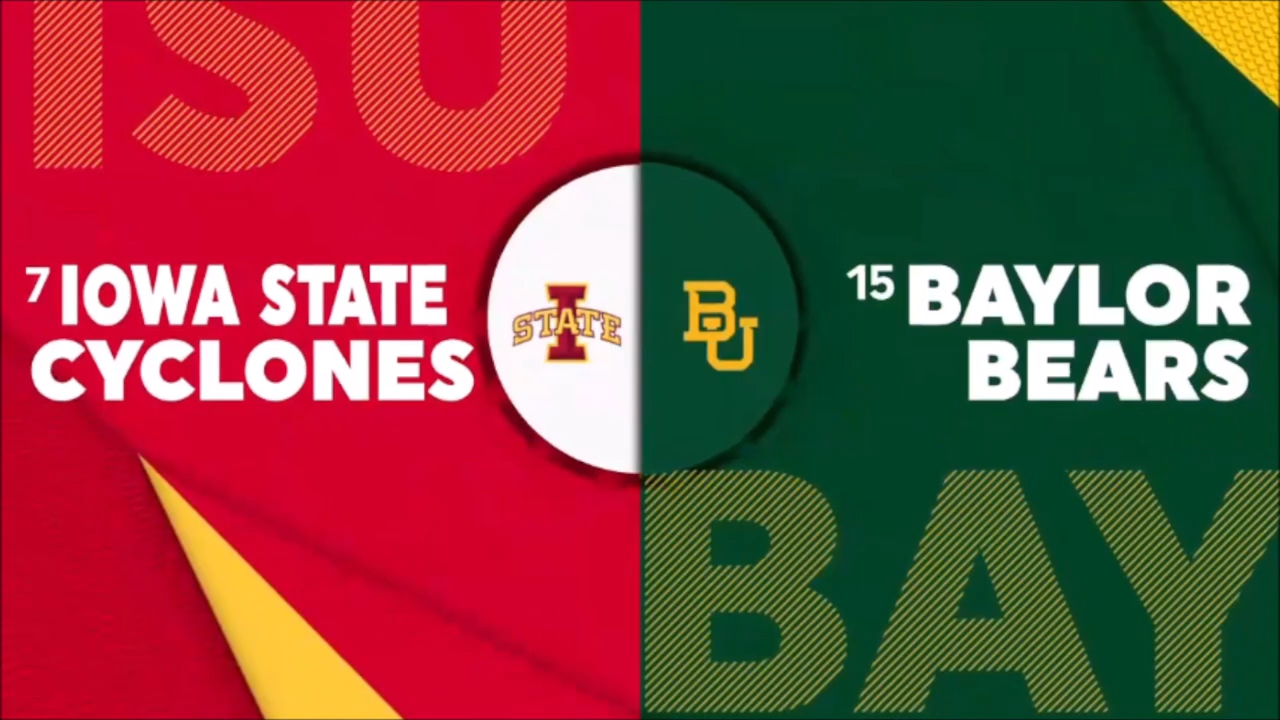 ISU
7 IOWA STATE
CYCLONES
I
STATE
BU
15 BAYLOR
BEARS
BAY